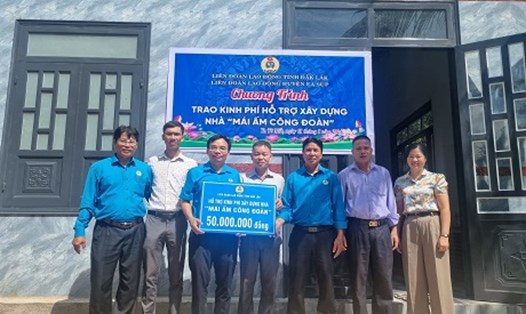 LIÊN ĐOÀN LAO ĐỘNG TỈNH ĐẮK LẮK
LIÊN ĐOÀN LAO ĐỘNG HUYỆN EA SÚP
Chương Trình
TRAO KINH PHÍ HỖ TRỢ XÂY DỰNG
NHÀ “MÁI ẤM CÔNG ĐOÀN”
HỖ TRỢ KINH PHÍ XÂY DỰNG NHÀ
“MÁI ẤM CÔNG ĐOÀN”
50.000.000 đồng